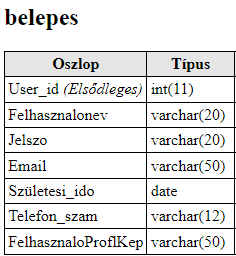 belepes
Oszlop Típus
User_id (Elsődleges) int(11)
Felhasznalonev varchar(20)
Jelszo varchar(20)
Email varchar(50)
Születesi_ido date
Telefon_szam varchar(12)
FelhasznaloProflKep varchar(50)